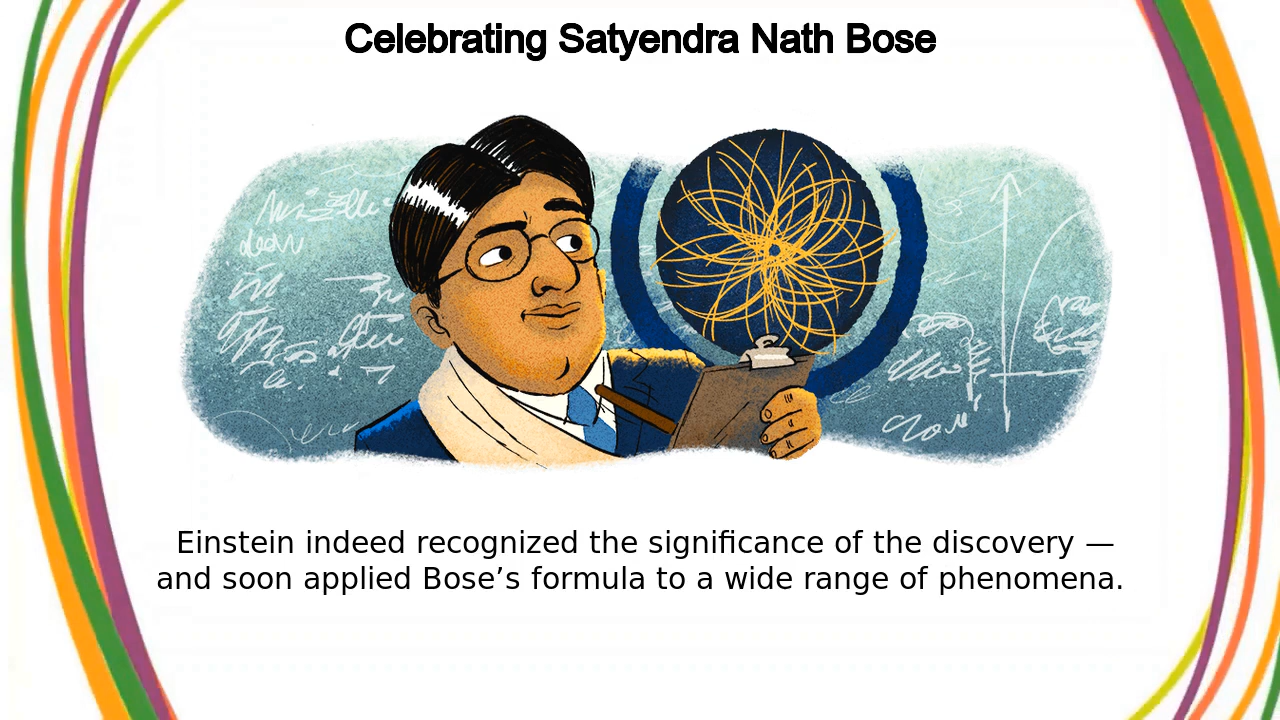 Celebrating Satyendra Nath Bose
Einstein indeed recognized the significance of the discovery —
and soon applied Bose’s formula to a wide range of phenomena.